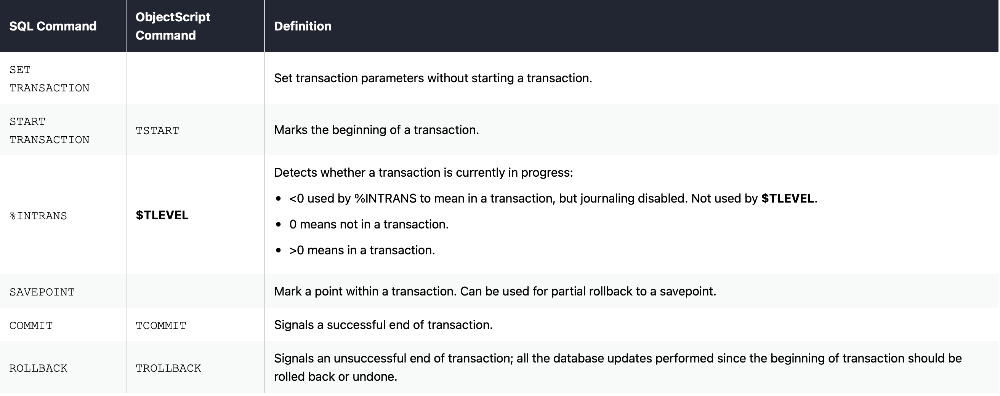 SQL Command
ObjectScript
Command
Definition
SET
TRANSACTION
Set transaction parameters without starting a transaction.
START
TRANSACTION
TSTART
Marks the beginning of a transaction.
%INTRANS
$TLEVEL
Detects whether a transaction is currently in progress:
• <0 used by %INTRANS to mean in a transaction, but journaling disabled. Not used by $TLEVEL.
• 0 means not in a transaction.
• >0 means in a transaction.
SAVEPOINT
Mark a point within a transaction. Can be used for partial rollback to a savepoint.
COMMIT
TCOMMIT
Signals a successful end of transaction.
ROLLBACK
TROLLBACK
Signals an unsuccessful end of transaction; all the database updates performed since the beginning of transaction should be
rolled back or undone.